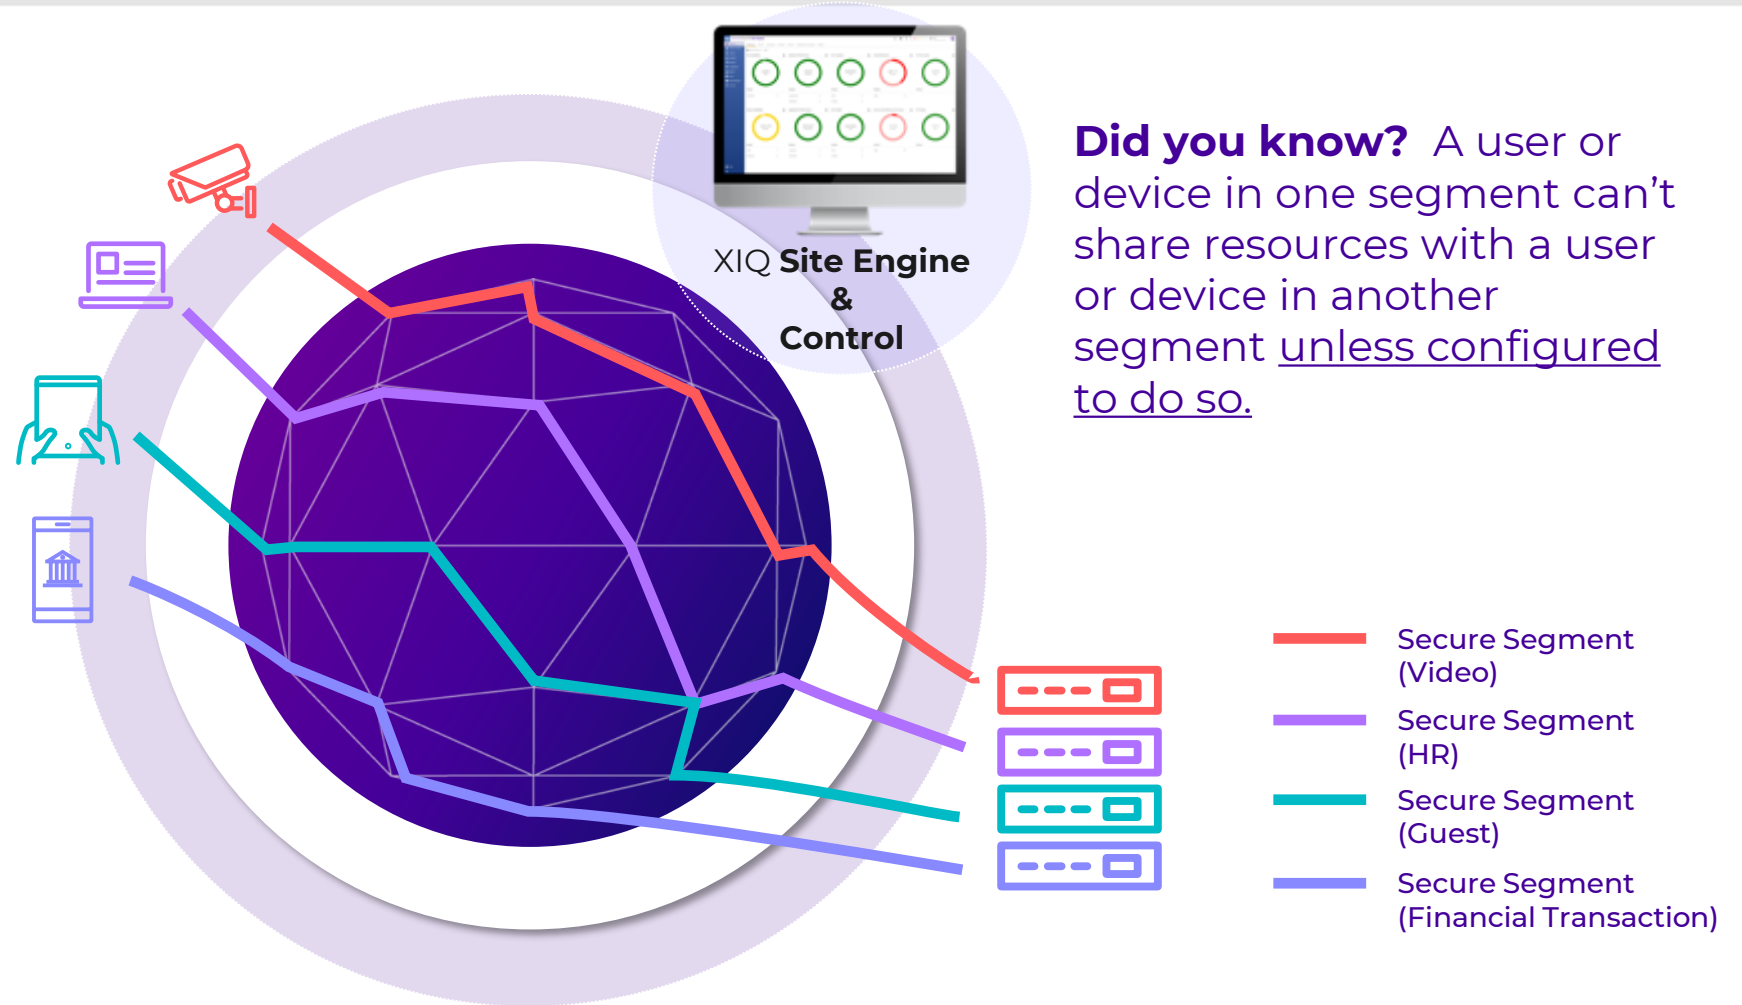 XIQ Site Engine
&
Control
Did you know?  A user or
device in one segment can’t
share resources with a user
or device in another
segment unless configured
to do so.
Secure Segment
(Video)
Secure Segment
(HR)
Secure Segment
(Guest)
Secure Segment
(Financial Transaction)